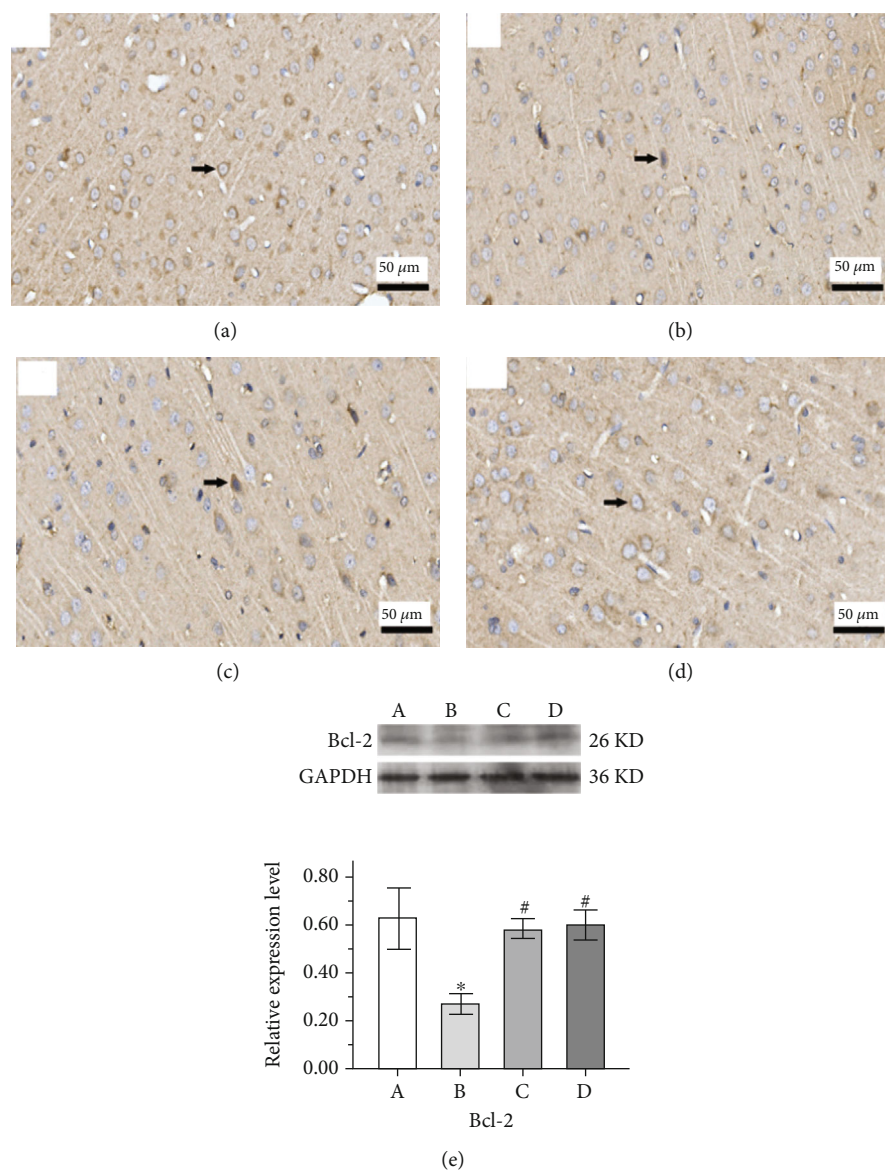 50 μm
50 μm
(a)
(b)
50 μm
50 μm
(c)
(d)
A B C D
Bcl-2 26 KD
GAPDH 36 KD
0.80
0.60
0.40
0.20
0.00
Relative expression level
*
#
#
A B C D
Bcl-2
(e)